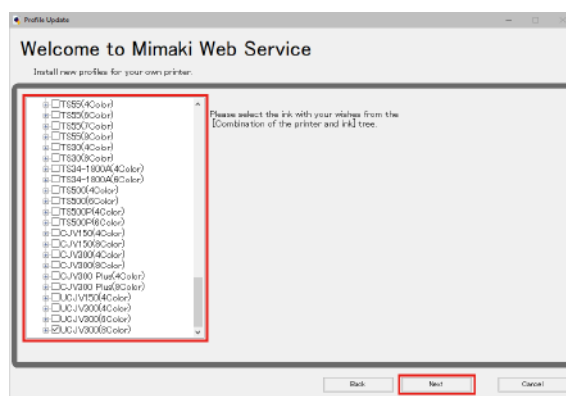 Profile Update
Welcome to Mimaki Web Service
Install new profiles for your own printer.
TS55(4Color)
TS55(6Color)
TS55(7Color)
TS55(8Color)
TS30(4Color)
TS30(8Color)
TS34-1800A(4Color)
TS34-1800A(6Color)
TS500(4Color)
TS500(6Color)
TS500P(4Color)
TS500P(6Color)
CJV150(4Color)
CJV150(8Color)
CJV300(4Color)
CJV300(8Color)
CJV300 Plus(4Color)
CJV300 Plus(8Color)
UCJV150(4Color)
UCJV300(4Color)
UCJV300(6Color)
UCJV300(8Color)
Please select the ink with your wishes from the
[Combination of the printer and ink] tree.
Back
Next
Cancel